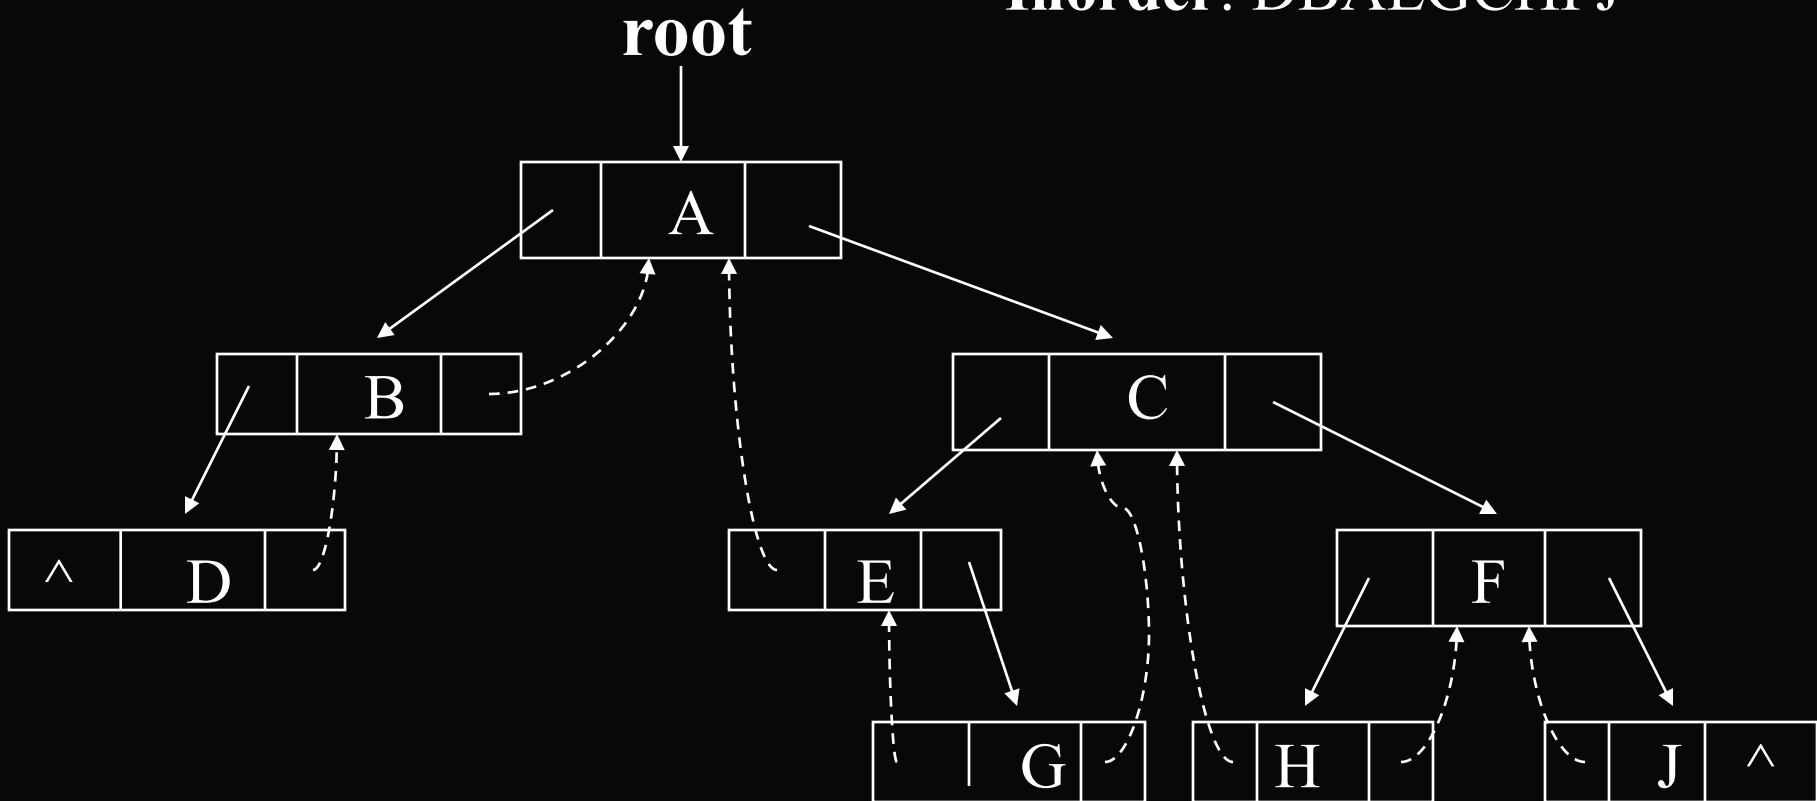 Inorder: DBAEGCHFJ
root
A
B
C
^ D
E
F
G
H
J ^